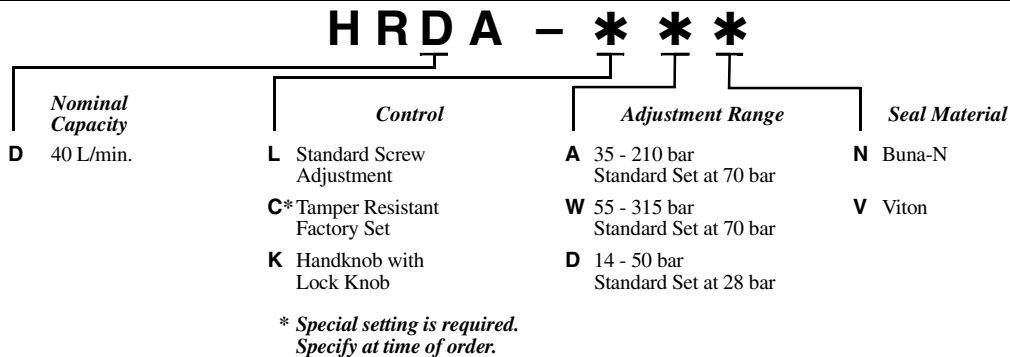 HRDA – * * *
Nominal
Capacity
D 40 L/min.
Control
L Standard Screw
Adjustment
C* Tamper Resistant
Factory Set
K Handknob with
Lock Knob
* Special setting is required.
Specify at time of order.
Adjustment Range
A 35 - 210 bar
Standard Set at 70 bar
W 55 - 315 bar
Standard Set at 70 bar
D 14 - 50 bar
Standard Set at 28 bar
Seal Material
N Buna-N
V Viton